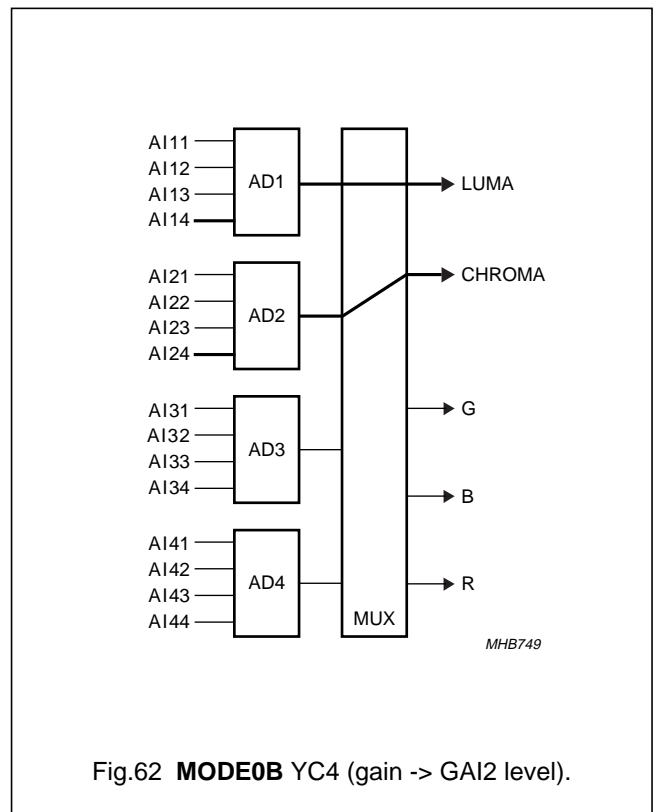 AI11
AI12
AI13
AI14
AD1
LUMA
AI21
AI22
AI23
AI24
AD2
CHROMA
AI31
AI32
AI33
AI34
AD3
G
B
AI41
AI42
AI43
AI44
AD4
R
MUX
MHB749
Fig.62 MODE0B YC4 (gain -> GAI2 level).